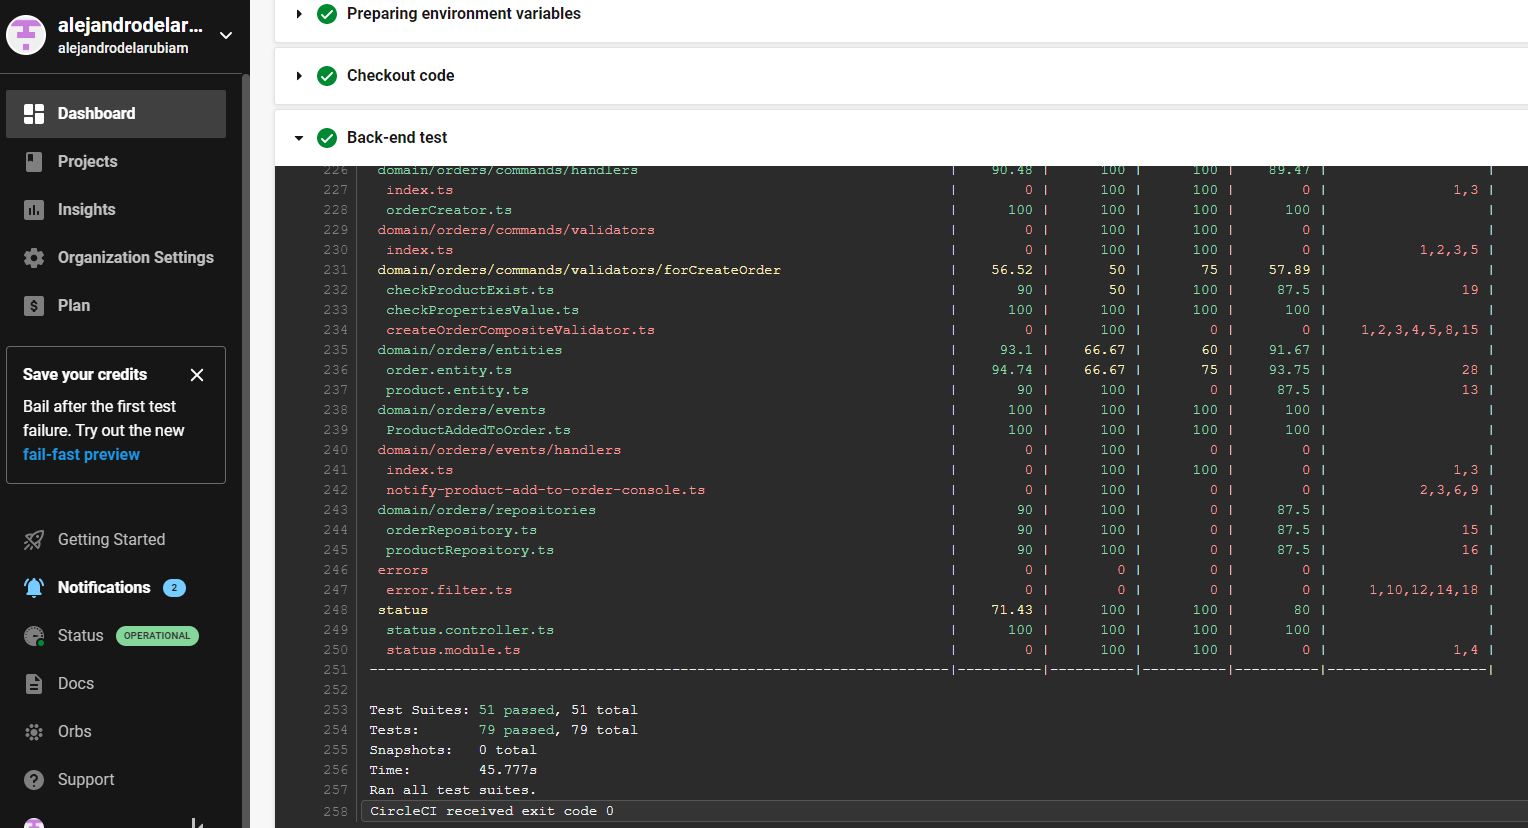 alejandrodelar...
alejandrodelarubiam
Dashboard
Projects
Insights
Organization Settings
Plan
Save your credits
Bail after the first test
failure. Try out the new
fail-fast preview
Getting Started
Notifications 2
Status OPERATIONAL
Docs
Orbs
Support
Preparing environment variables
Checkout code
Back-end test
226 domain/orders/commands/handlers | 90.48 | 100 | 100 | 89.47 | |
227 index.ts | 0 | 100 | 100 | 0 | 1,3 |
228 orderCreator.ts | 100 | 100 | 100 | 100 | |
229 domain/orders/commands/validators | 0 | 100 | 100 | 0 | |
230 index.ts | 0 | 100 | 100 | 0 | 1,2,3,5 |
231 domain/orders/commands/validators/forCreateOrder | 56.52 | 50 | 75 | 57.89 | |
232 checkProductExist.ts | 90 | 50 | 100 | 87.5 | 19 |
233 checkPropertiesValue.ts | 100 | 100 | 100 | 100 | |
234 createOrderCompositeValidator.ts | 0 | 100 | 0 | 0 | 1,2,3,4,5,8,15 |
235 domain/orders/entities | 93.1 | 66.67 | 60 | 91.67 | |
236 order.entity.ts | 94.74 | 66.67 | 75 | 93.75 | 28 |
237 product.entity.ts | 90 | 100 | 0 | 87.5 | 13 |
238 domain/orders/events | 100 | 100 | 100 | 100 | |
239 ProductAddedToOrder.ts | 100 | 100 | 100 | 100 | |
240 domain/orders/events/handlers | 0 | 100 | 0 | 0 | |
241 index.ts | 0 | 100 | 100 | 0 | 1,3 |
242 notify-product-add-to-order-console.ts | 0 | 100 | 0 | 0 | 2,3,6,9 |
243 domain/orders/repositories | 90 | 100 | 0 | 87.5 | |
244 orderRepository.ts | 90 | 100 | 0 | 87.5 | 15 |
245 productRepository.ts | 90 | 100 | 0 | 87.5 | 16 |
246 errors | 0 | 0 | 0 | 0 | |
247 error.filter.ts | 0 | 0 | 0 | 0 | 1,10,12,14,18 |
248 status | 71.43 | 100 | 100 | 80 | |
249 status.controller.ts | 100 | 100 | 100 | 100 | |
250 status.module.ts | 0 | 100 | 100 | 0 | 1,4 |
251 ---------------------------------------------------------------------|----------|----------|----------|----------|-------------------|
252
253 Test Suites: 51 passed, 51 total
254 Tests: 79 passed, 79 total
255 Snapshots: 0 total
256 Time: 45.777s
257 Ran all test suites.
258 CircleCI received exit code 0